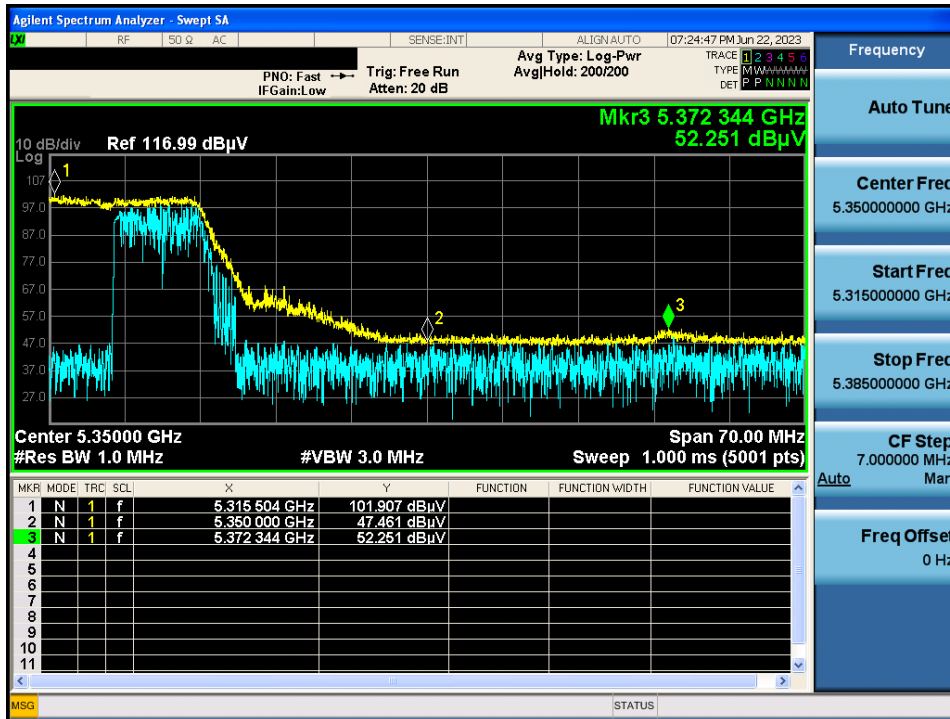 Agilent Spectrum Analyzer - Swept SA
LXI RF 50 Ω AC SENSE:INT ALIGN AUTO 07:24:47 PM Jun 22, 2023
PNO: Fast Trig: Free Run Avg Type: Log-Pwr TRACE 1 2 3 4 5 6
IFGain:Low Atten: 20 dB Avg|Hold: 200/200 TYPE M W
DET P P N N N N
Mkr3 5.372 344 GHz
52.251 dBµV
10 dB/div Ref 116.99 dBµV
Log
107
97.0
87.0
77.0
67.0
57.0
47.0
37.0
27.0
1
2
3
Center 5.35000 GHz Span 70.00 MHz
#Res BW 1.0 MHz #VBW 3.0 MHz Sweep 1.000 ms (5001 pts)
MKR MODE TRC SCL X Y FUNCTION FUNCTION WIDTH FUNCTION VALUE
1 N 1 f 5.315 504 GHz 101.907 dBµV
2 N 1 f 5.350 000 GHz 47.461 dBµV
3 N 1 f 5.372 344 GHz 52.251 dBµV
4
5
6
7
8
9
10
11
MSG STATUS
Frequency
Auto Tune
Center Freq
5.350000000 GHz
Start Freq
5.315000000 GHz
Stop Freq
5.385000000 GHz
CF Step
7.000000 MHz
Auto Man
Freq Offset
0 Hz